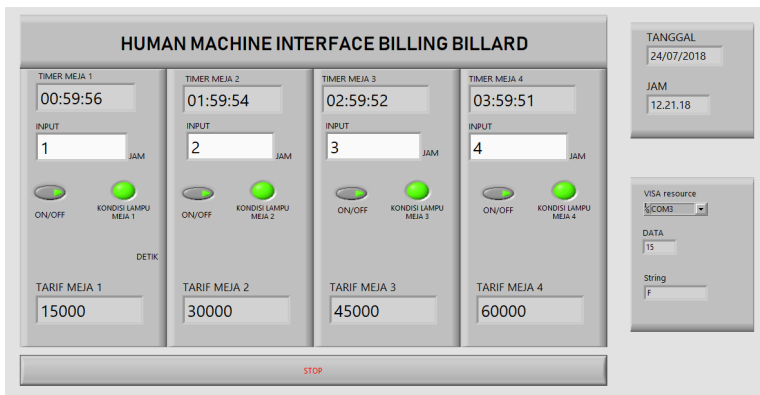 HUMAN MACHINE INTERFACE BILLING BILLARD
TIMER MEJA 1
00:59:56
INPUT
1
JAM
ON/OFF
KONDISI LAMPU
MEJA 1
DETIK
TARIF MEJA 1
15000
TIMER MEJA 2
01:59:54
INPUT
2
JAM
ON/OFF
KONDISI LAMPU
MEJA 2
TARIF MEJA 2
30000
TIMER MEJA 3
02:59:52
INPUT
3
JAM
ON/OFF
KONDISI LAMPU
MEJA 3
TARIF MEJA 3
45000
TIMER MEJA 4
03:59:51
INPUT
4
JAM
ON/OFF
KONDISI LAMPU
MEJA 4
TARIF MEJA 4
60000
STOP
TANGGAL
24/07/2018
JAM
12.21.18
VISA resource
COM3
DATA
15
String
F